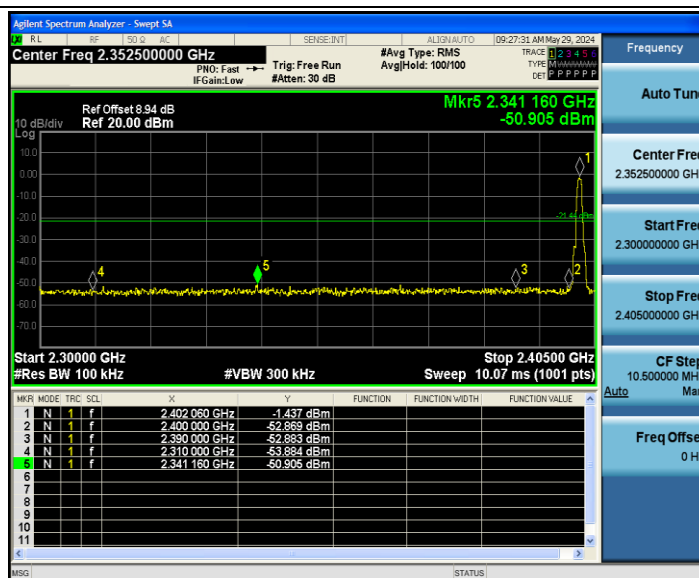 Agilent Spectrum Analyzer - Swept SA
RL RF 50 Ω AC SENSE:INT ALIGNAUTO 09:27:31 AM May 29, 2024
Center Freq 2.352500000 GHz
PNO: Fast
IFGain:Low
Trig: Free Run
#Atten: 30 dB
#Avg Type: RMS
Avg|Hold: 100/100
TRACE 1 2 3 4 5 6
TYPE M
DET P P P P P P
Ref Offset 8.94 dB
10 dB/div Ref 20.00 dBm
Log
Mkr5 2.341 160 GHz
-50.905 dBm
10.0
0.00
-10.0
-20.0
-30.0
-40.0
-50.0
-60.0
-70.0
1
2
3
4
5
Start 2.30000 GHz Stop 2.40500 GHz
#Res BW 100 kHz #VBW 300 kHz Sweep 10.07 ms (1001 pts)
MKR MODE TRC SCL X Y FUNCTION FUNCTION WIDTH FUNCTION VALUE
1 N 1 f 2.402 060 GHz -1.437 dBm
2 N 1 f 2.400 000 GHz -52.869 dBm
3 N 1 f 2.390 000 GHz -52.883 dBm
4 N 1 f 2.310 000 GHz -53.884 dBm
5 N 1 f 2.341 160 GHz -50.905 dBm
6
7
8
9
10
11
MSG STATUS
Frequency
Auto Tun
Center Fre
2.352500000 GH
Start Fre
2.300000000 GH
Stop Fre
2.405000000 GH
CF Ste
10.500000 MH
Auto Ma
Freq Offse
0 H